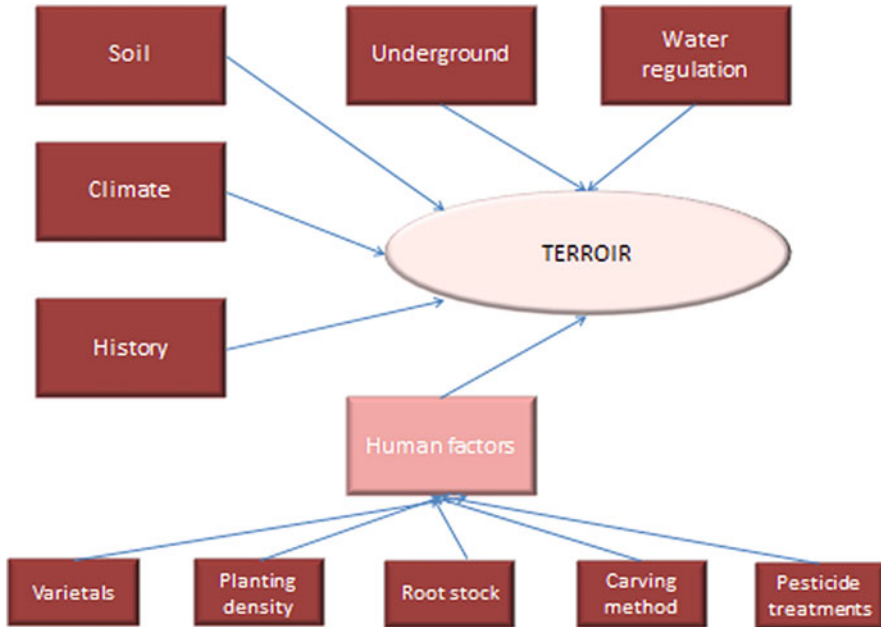 Soil
Underground
Water
regulation
Climate
TERROIR
History
Human factors
Varietals
Planting
density
Root stock
Carving
method
Pesticide
treatments